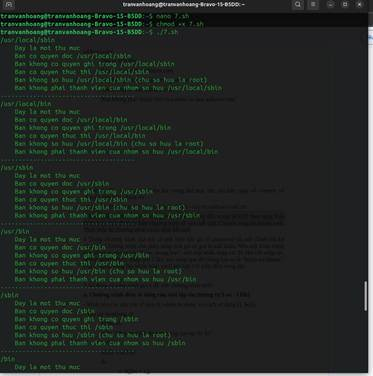 tranvanhoang@tranvanhoang-Bravo-15-B5DD: ~
tranvanhoang@tranvanhoang-Bravo-15-B5DD:~$ nano 7.sh
tranvanhoang@tranvanhoang-Bravo-15-B5DD:~$ chmod +x 7.sh
tranvanhoang@tranvanhoang-Bravo-15-B5DD:~$ ./7.sh
/usr/local/sbin
Day la mot thu muc
Ban co quyen doc /usr/local/sbin
Ban khong co quyen ghi trong /usr/local/sbin
Ban co quyen thuc thi /usr/local/sbin
Ban khong so huu /usr/local/sbin (chu so huu la root)
Ban khong phai thanh vien cua nhom so huu /usr/local/sbin
-----------------------------------
/usr/local/bin
Day la mot thu muc
Ban co quyen doc /usr/local/bin
Ban khong co quyen ghi trong /usr/local/bin
Ban co quyen thuc thi /usr/local/bin
Ban khong so huu /usr/local/bin (chu so huu la root)
Ban khong phai thanh vien cua nhom so huu /usr/local/bin
-----------------------------------
/usr/sbin
Day la mot thu muc
Ban co quyen doc /usr/sbin
Ban khong co quyen ghi trong /usr/sbin
Ban co quyen thuc thi /usr/sbin
Ban khong so huu /usr/sbin (chu so huu la root)
Ban khong phai thanh vien cua nhom so huu /usr/sbin
-----------------------------------
/usr/bin
Day la mot thu muc
Ban co quyen doc /usr/bin
Ban khong co quyen ghi trong /usr/bin
Ban co quyen thuc thi /usr/bin
Ban khong so huu /usr/bin (chu so huu la root)
Ban khong phai thanh vien cua nhom so huu /usr/bin
-----------------------------------
/sbin
Day la mot thu muc
Ban co quyen doc /sbin
Ban khong co quyen ghi trong /sbin
Ban co quyen thuc thi /sbin
Ban khong so huu /sbin (chu so huu la root)
Ban khong phai thanh vien cua nhom so huu /sbin
-----------------------------------
/bin
Day la mot thu muc